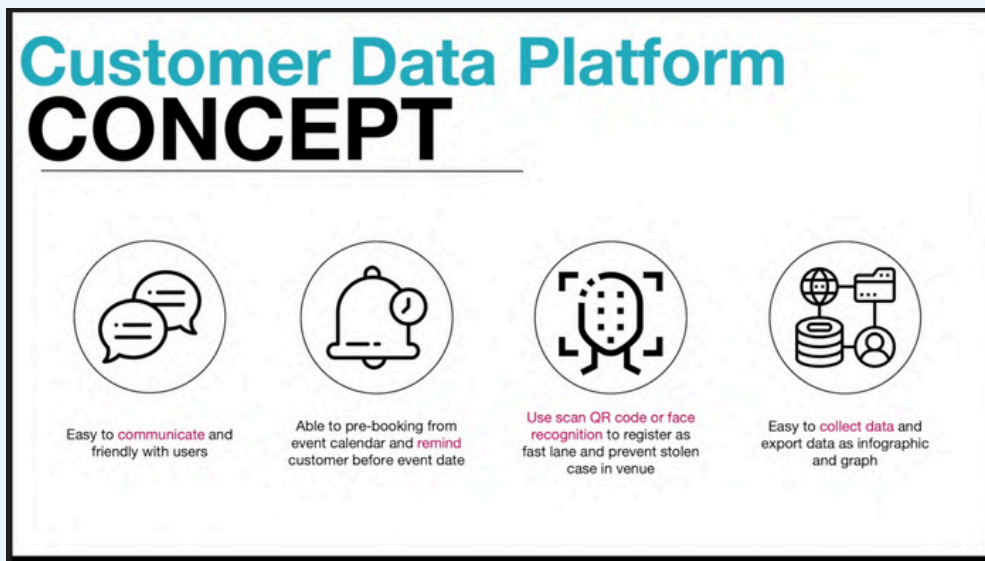 Customer Data Platform
CONCEPT
Easy to communicate and
friendly with users
Able to pre-booking from
event calendar and remind
customer before event date
Use scan QR code or face
recognition to register as
fast lane and prevent stolen
case in venue
Easy to collect data and
export data as infographic
and graph